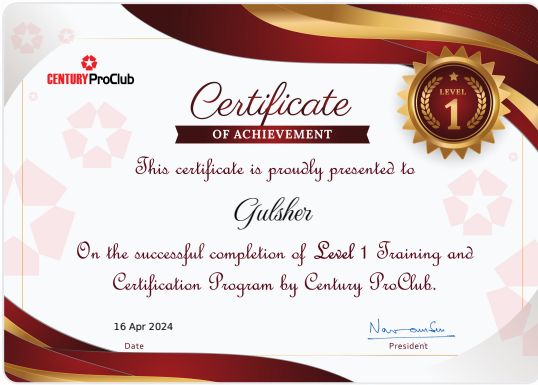 CENTURY ProClub
LEVEL
1
Certificate
OF ACHIEVEMENT
This certificate is proudly presented to
Gulsher
On the successful completion of Level 1 Training and
Certification Program by Century ProClub.
16 Apr 2024
Date
President